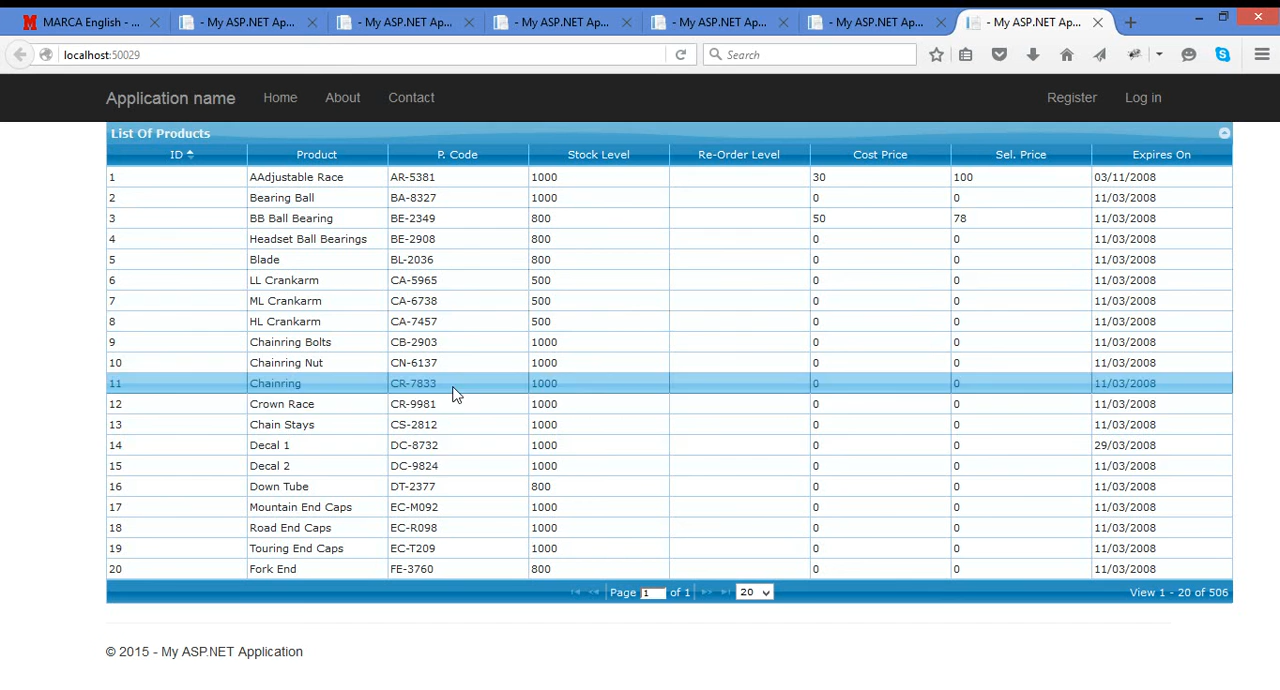 MARCA English - ... - My ASP.NET Ap... - My ASP.NET Ap... - My ASP.NET Ap... - My ASP.NET Ap... - My ASP.NET Ap... - My ASP.NET Ap...
localhost:50029 Search
Application name Home About Contact Register Log in
List Of Products
ID Product P. Code Stock Level Re-Order Level Cost Price Sel. Price Expires On
1 AAdjustable Race AR-5381 1000 30 100 03/11/2008
2 Bearing Ball BA-8327 1000 0 0 11/03/2008
3 BB Ball Bearing BE-2349 800 50 78 11/03/2008
4 Headset Ball Bearings BE-2908 800 0 0 11/03/2008
5 Blade BL-2036 800 0 0 11/03/2008
6 LL Crankarm CA-5965 500 0 0 11/03/2008
7 ML Crankarm CA-6738 500 0 0 11/03/2008
8 HL Crankarm CA-7457 500 0 0 11/03/2008
9 Chainring Bolts CB-2903 1000 0 0 11/03/2008
10 Chainring Nut CN-6137 1000 0 0 11/03/2008
11 Chainring CR-7833 1000 0 0 11/03/2008
12 Crown Race CR-9981 1000 0 0 11/03/2008
13 Chain Stays CS-2812 1000 0 0 11/03/2008
14 Decal 1 DC-8732 1000 0 0 29/03/2008
15 Decal 2 DC-9824 1000 0 0 11/03/2008
16 Down Tube DT-2377 800 0 0 11/03/2008
17 Mountain End Caps EC-M092 1000 0 0 11/03/2008
18 Road End Caps EC-R098 1000 0 0 11/03/2008
19 Touring End Caps EC-T209 1000 0 0 11/03/2008
20 Fork End FE-3760 800 0 0 11/03/2008
Page 1 of 1 20 View 1 - 20 of 506
© 2015 - My ASP.NET Application